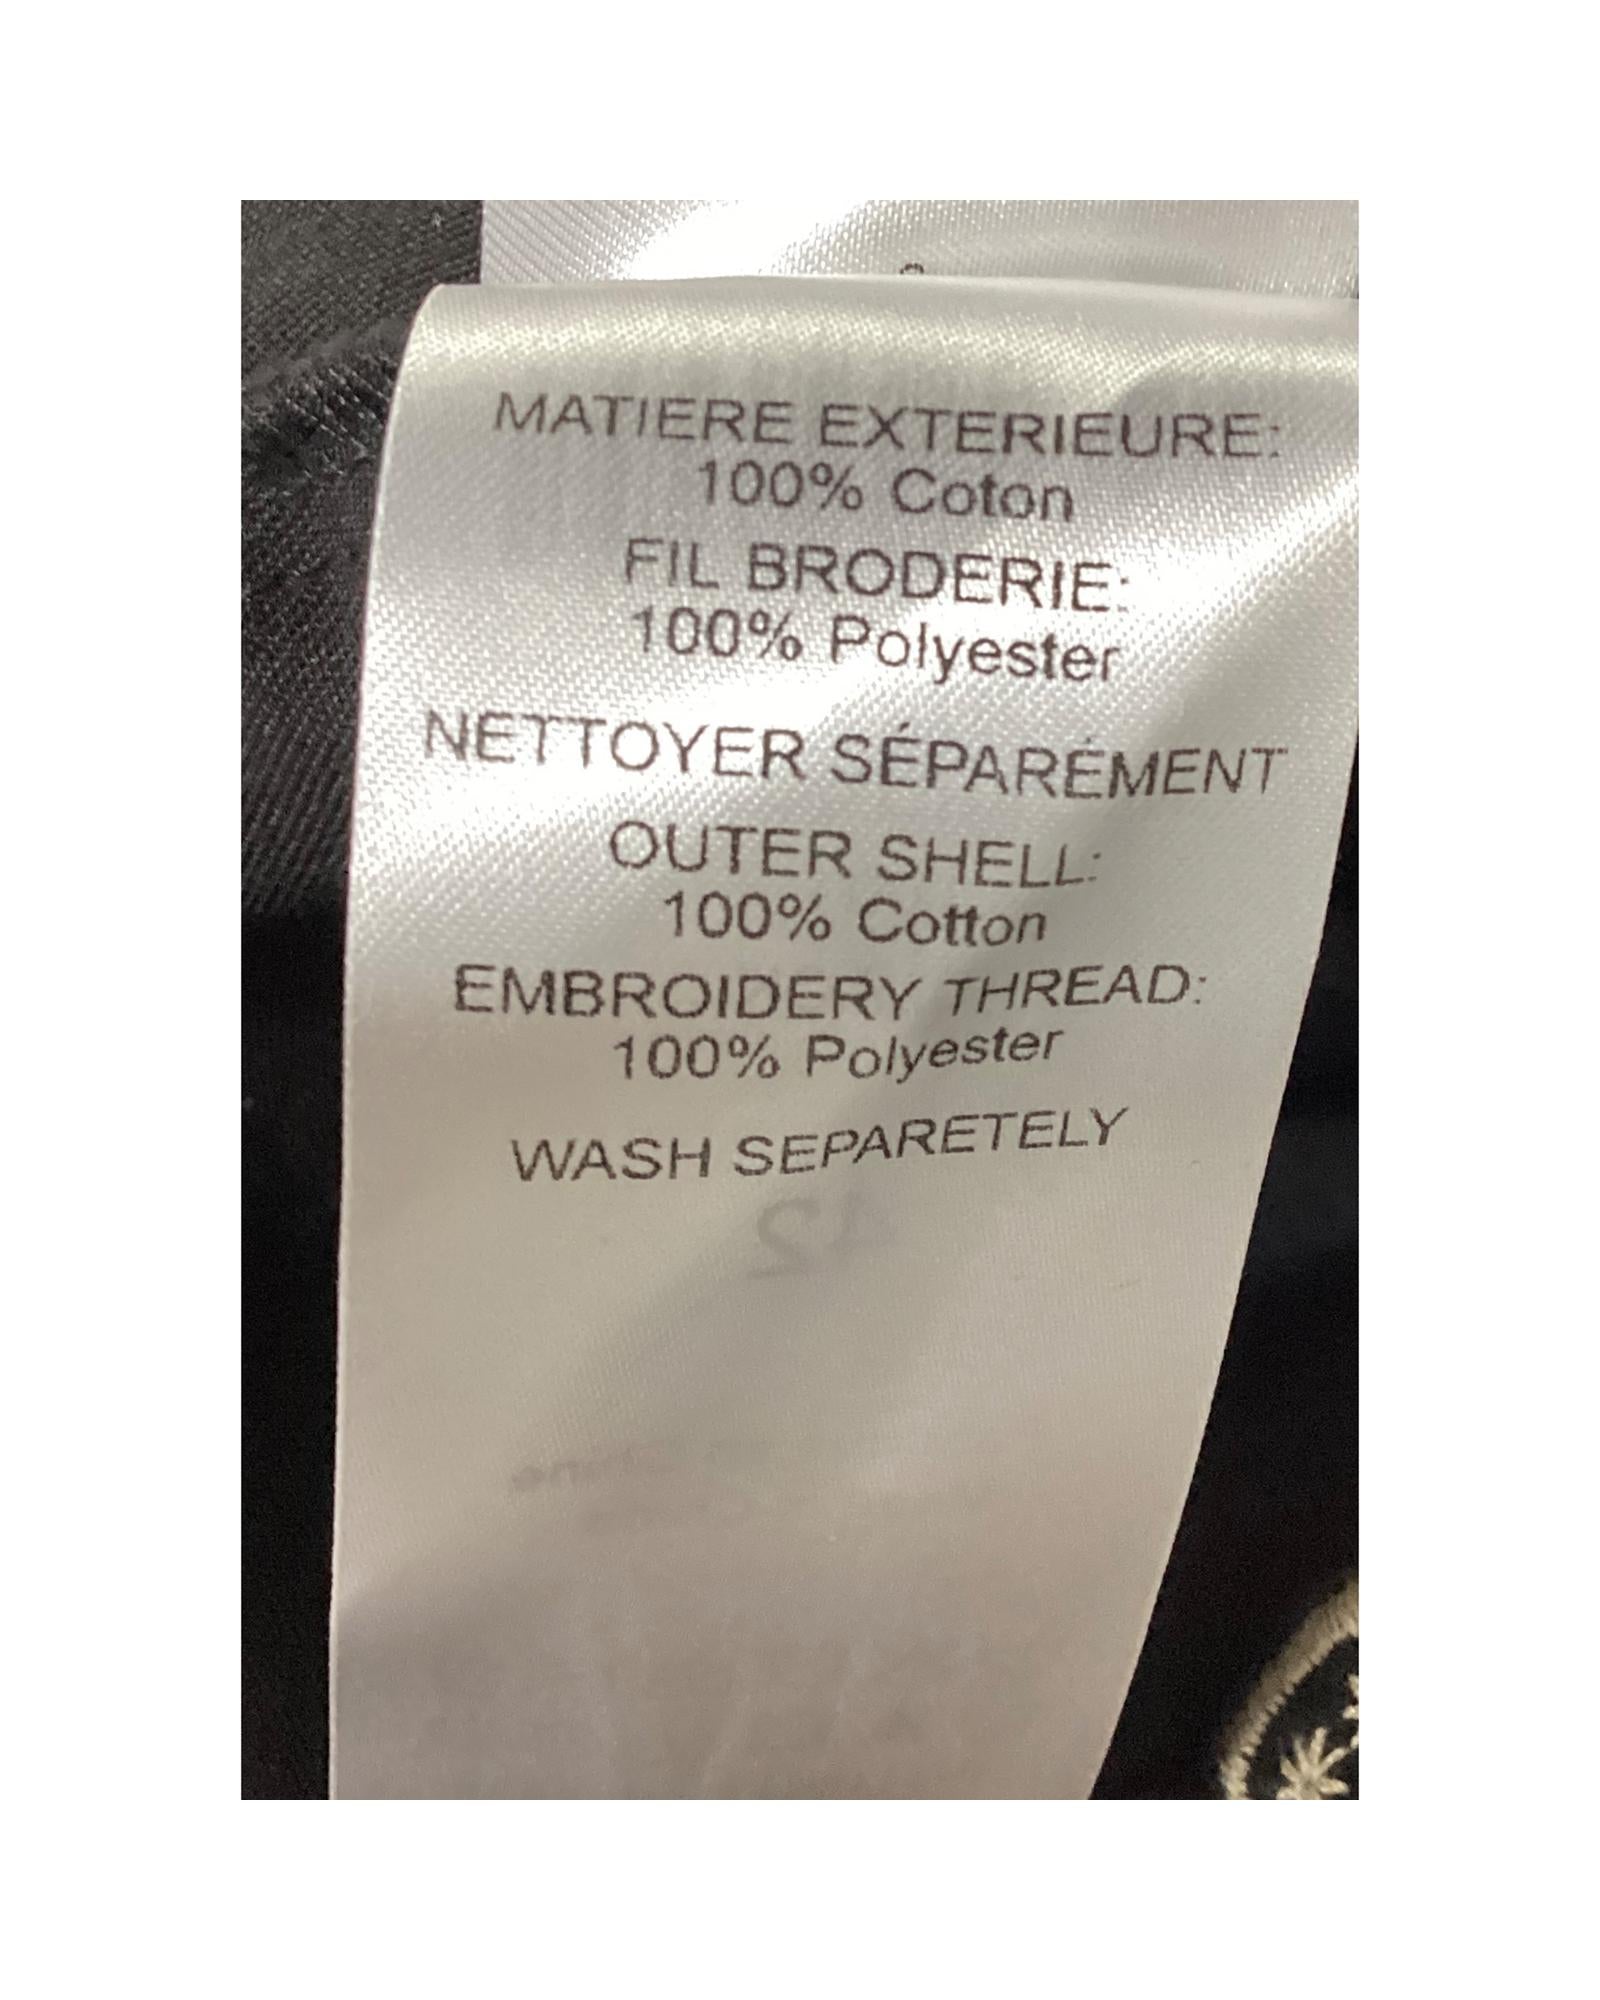 MATIERE EXTERIEURE:
100% Coton
FIL BRODERIE:
100% Polyester
NETTOYER SÉPARÉMENT
OUTER SHELL:
100% Cotton
EMBROIDERY THREAD:
100% Polyester
WASH SEPARETELY
42